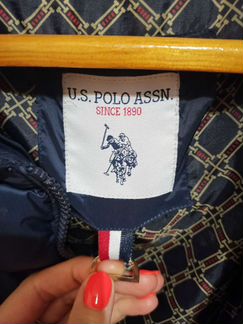 U.S. POLO ASSN.
SINCE 1890